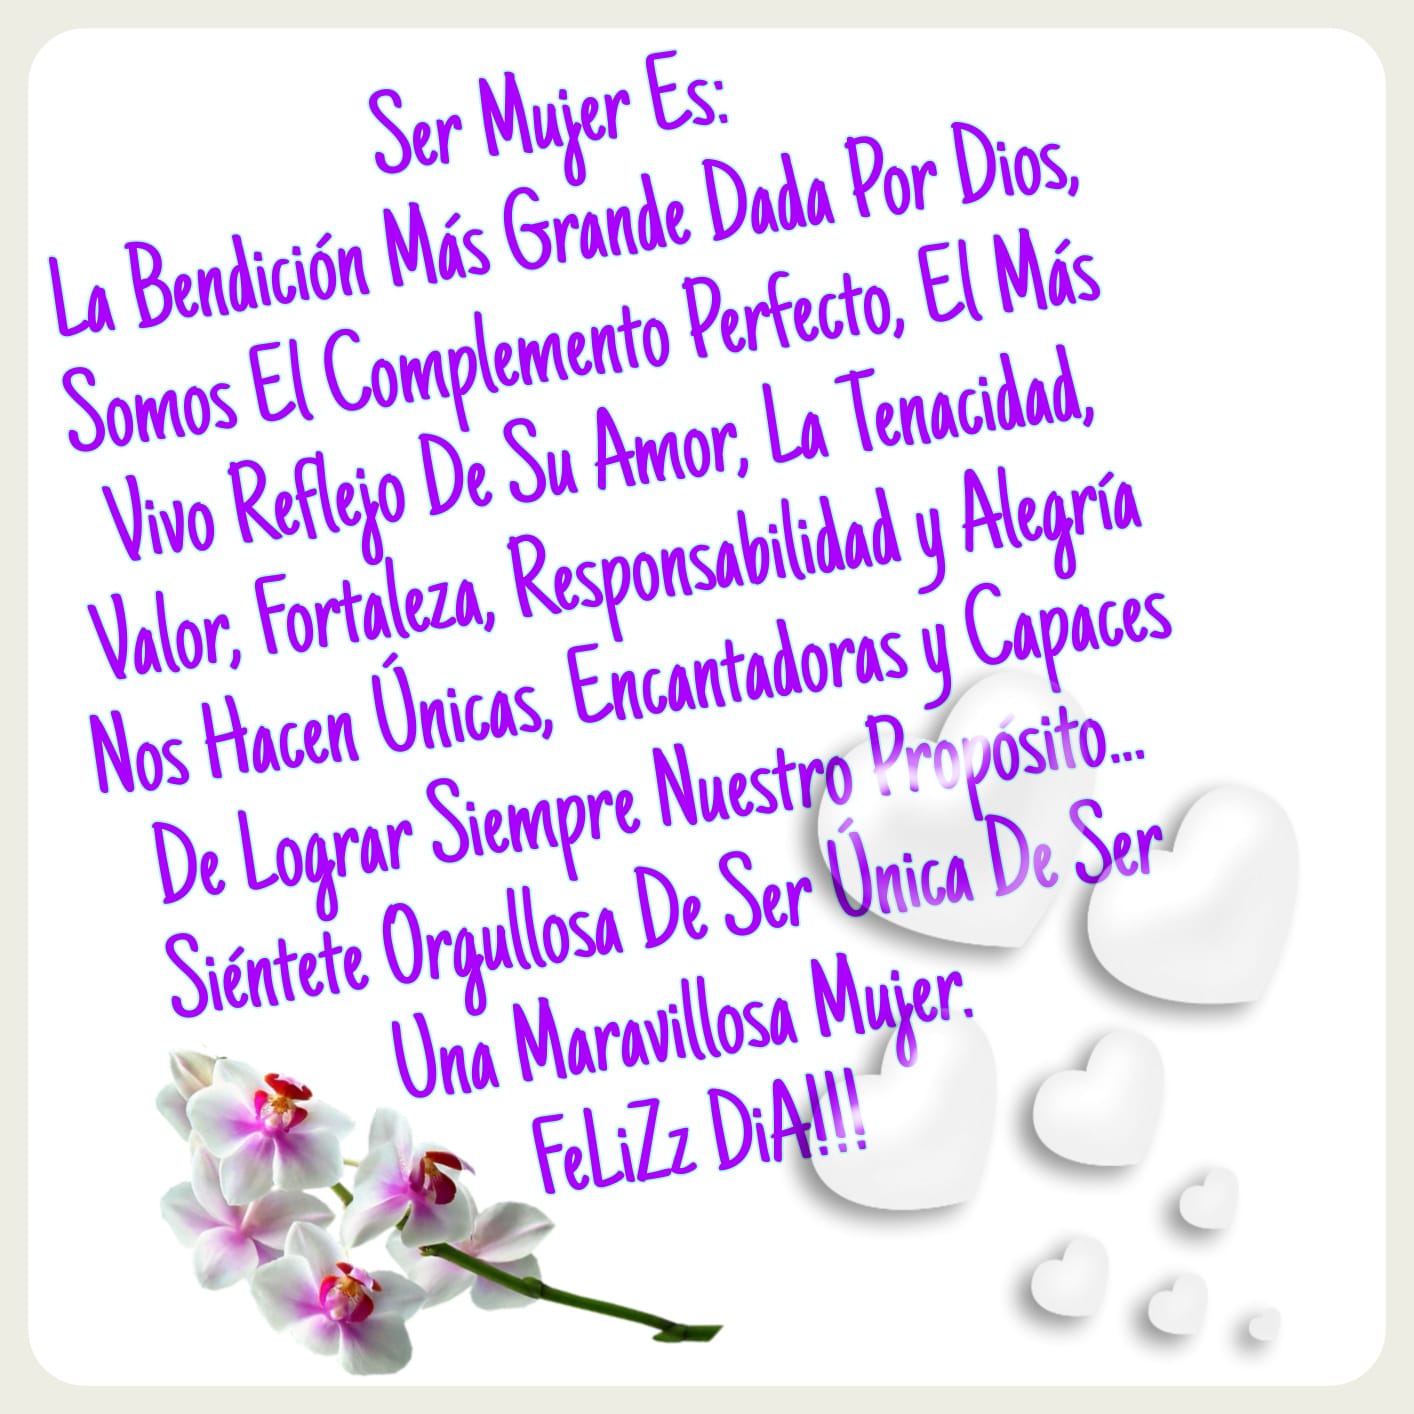 Ser Mujer Es:
La Bendición Más Grande Dada Por Dios,
Somos El Complemento Perfecto, El Más
Vivo Reflejo De Su Amor, La Tenacidad,
Valor, Fortaleza, Responsabilidad y Alegría
Nos Hacen Únicas, Encantadoras y Capaces
De Lograr Siempre Nuestro Propósito...
Siéntete Orgullosa De Ser Única De Ser
Una Maravillosa Mujer.
FeLiZz DiA!!!